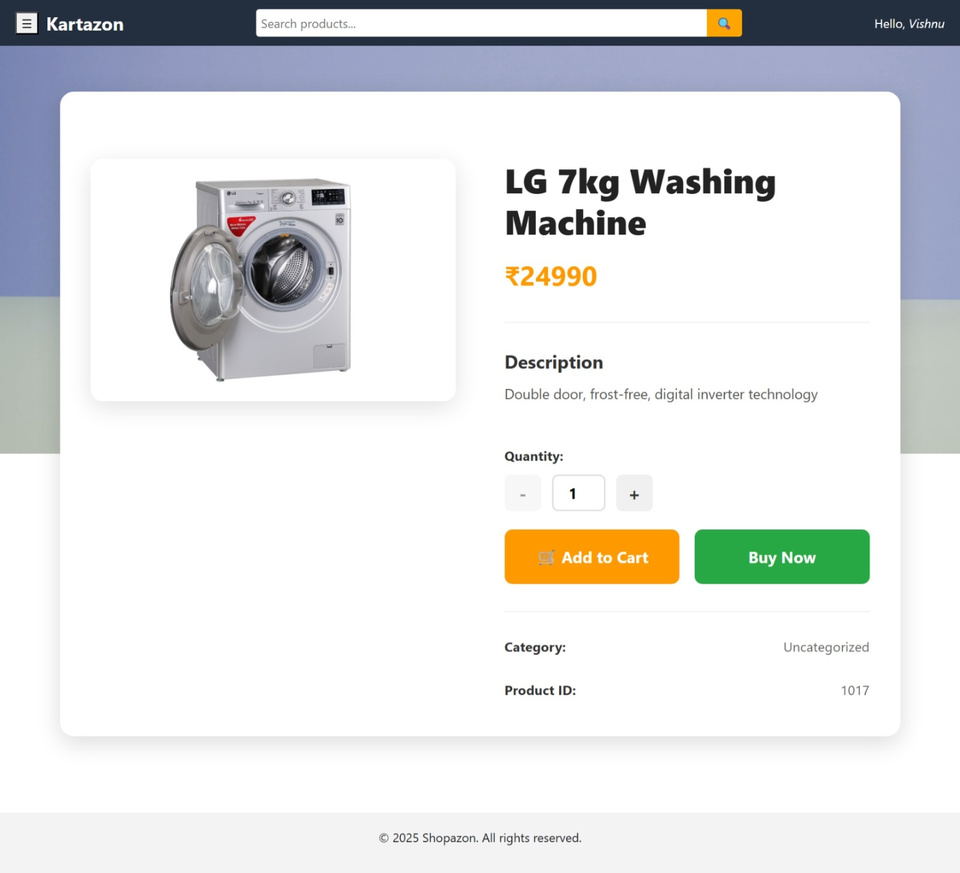 ☰ Kartazon
Search products...
Hello, Vishnu
LG
LG 7kg Washing
Machine
₹24990
Description
Double door, frost-free, digital inverter technology
Quantity:
- 1 +
🛒 Add to Cart
Buy Now
Category: Uncategorized
Product ID: 1017
© 2025 Shopazon. All rights reserved.